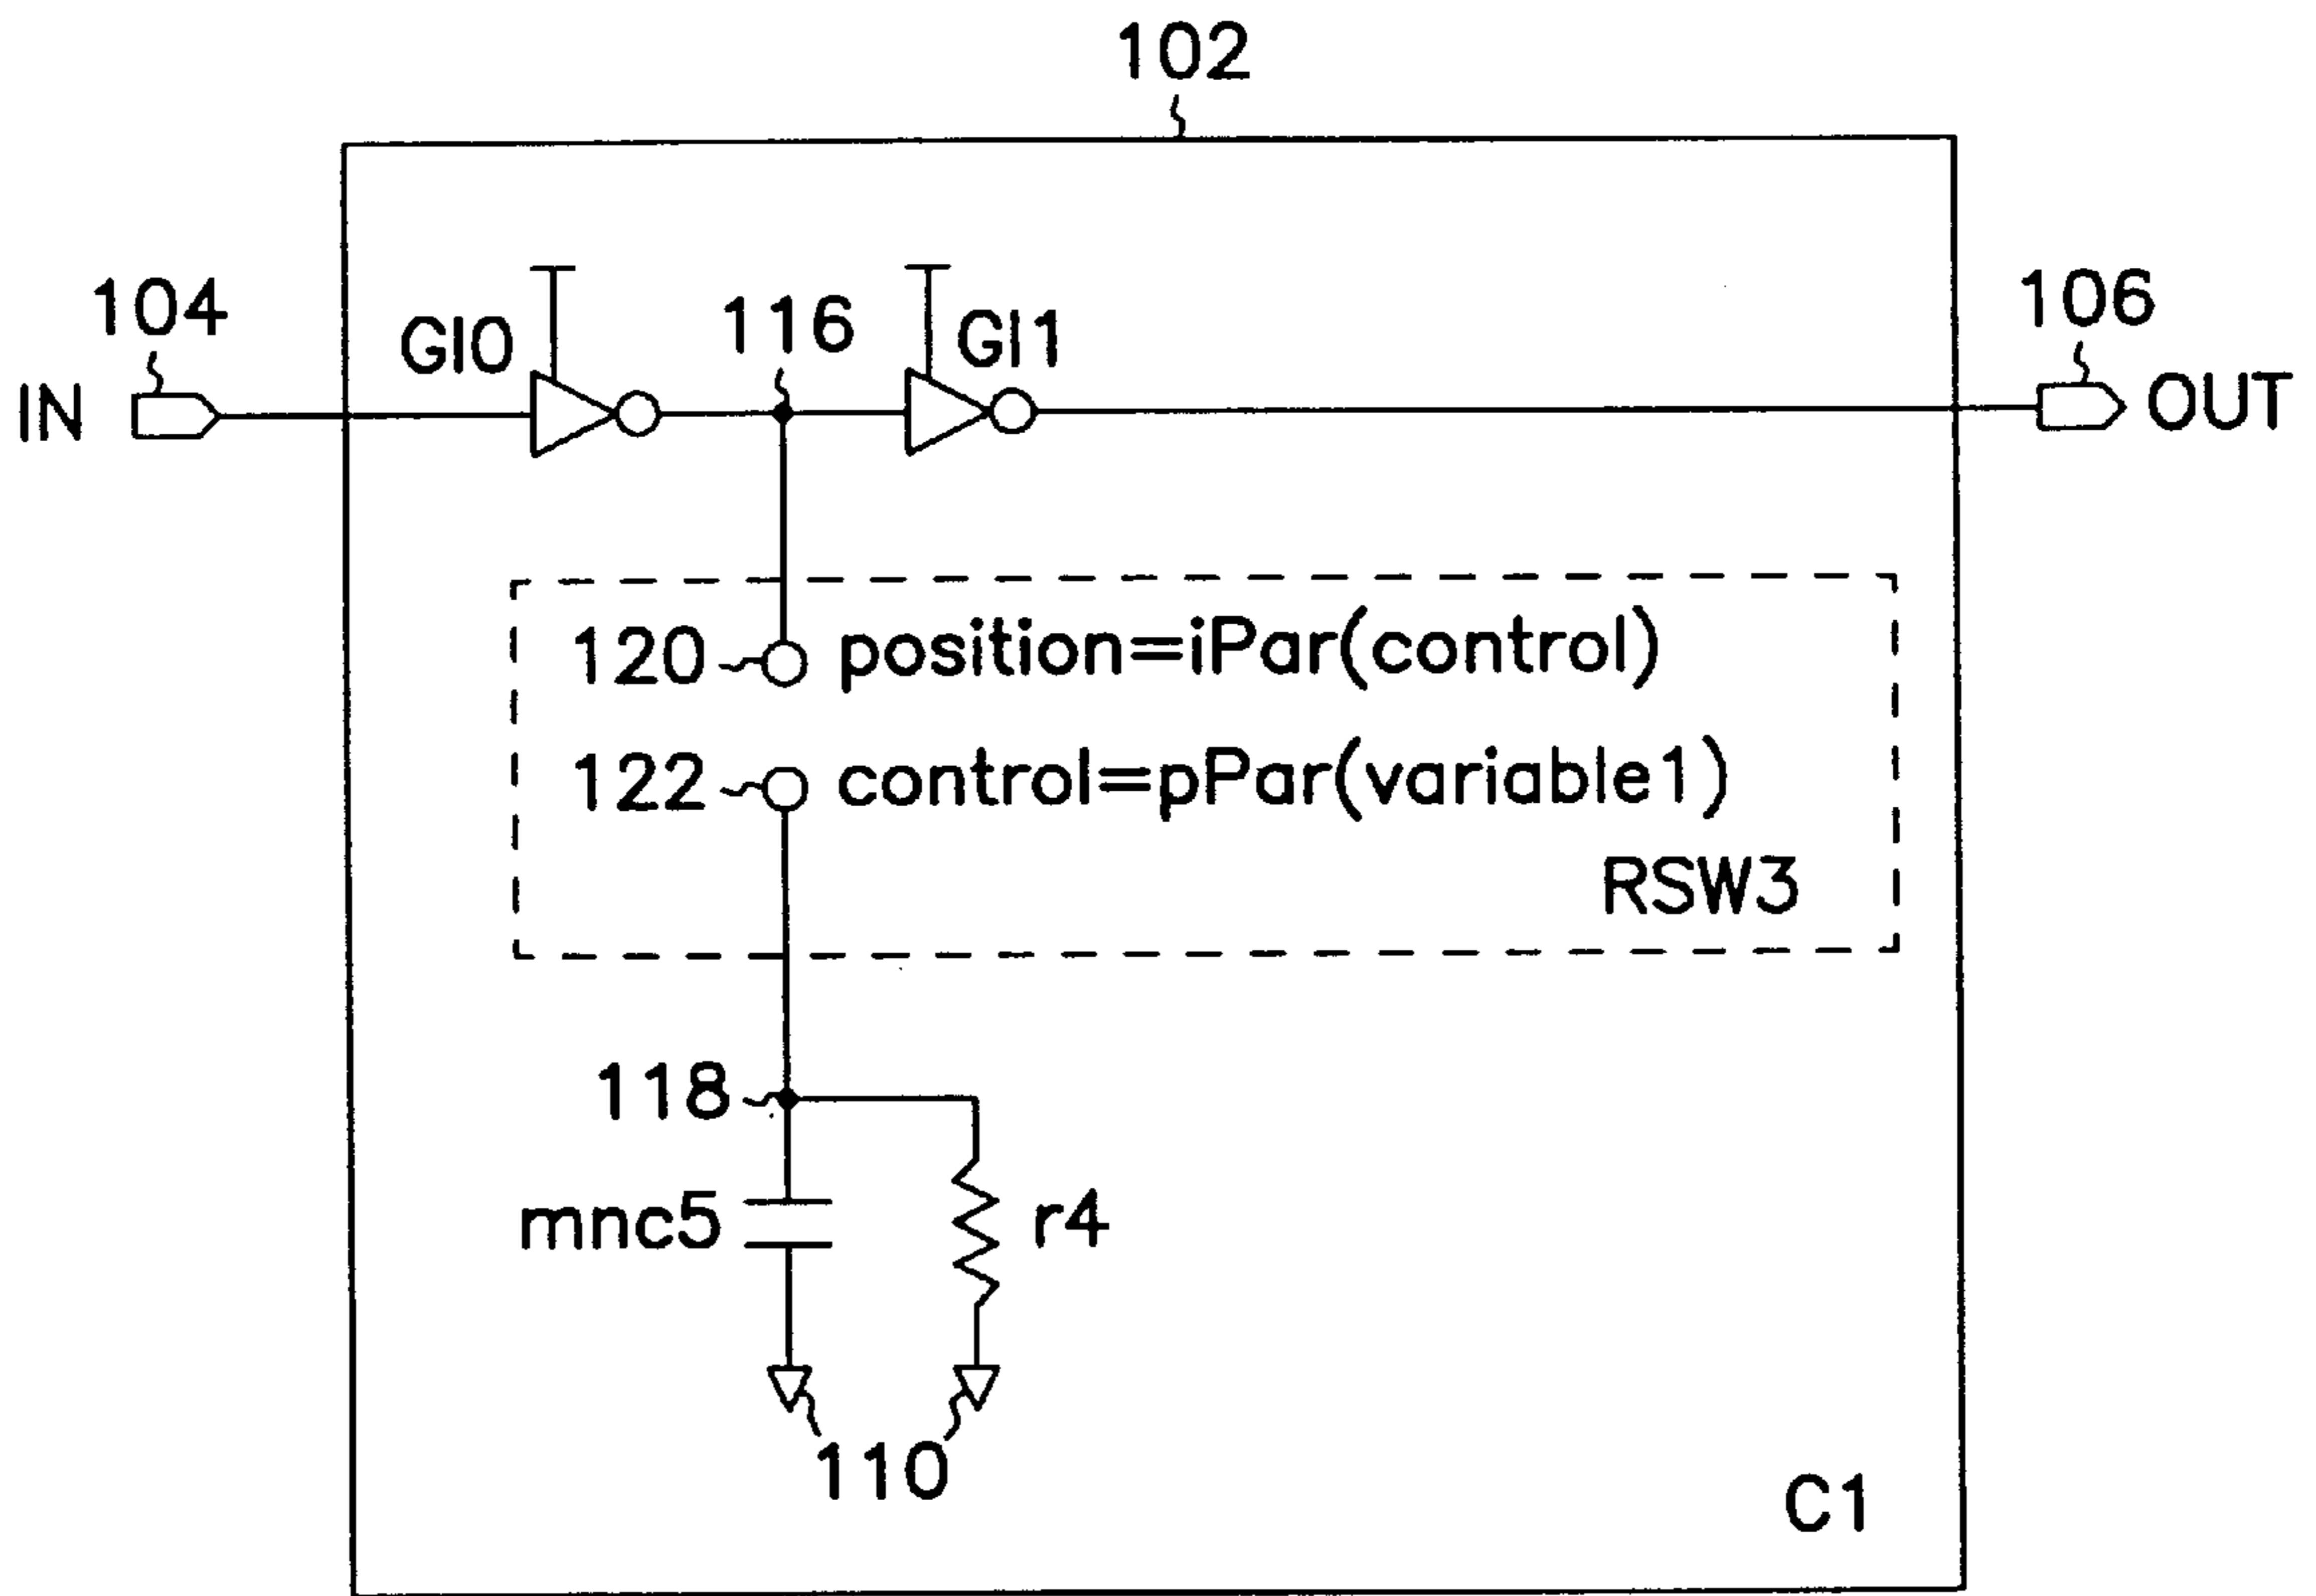 102
104
GI0
116
GI1
106
IN
OUT
120
position=iPar(control)
122
control=pPar(variable1)
RSW3
118
mnc5
r4
110
C1